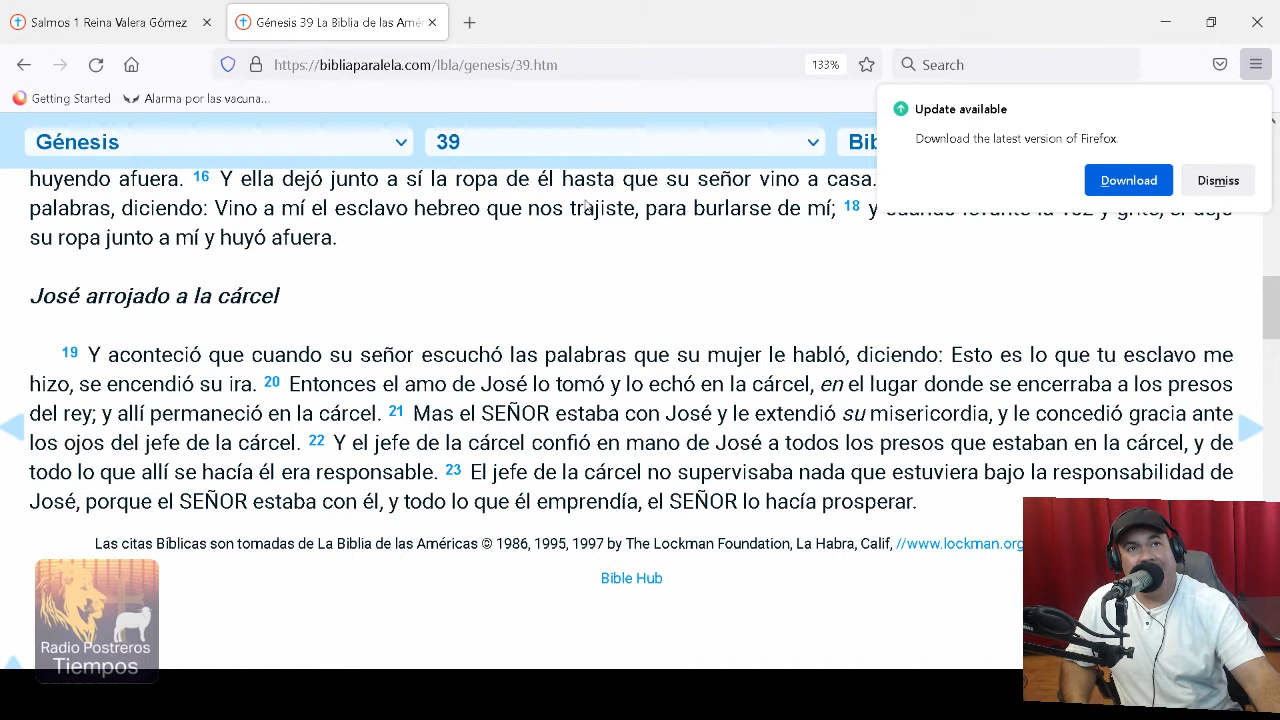 Salmos 1 Reina Valera Gómez
Génesis 39 La Biblia de las Amé
https://bibliaparalela.com/lbla/genesis/39.htm
133%
Search
Getting Started
Alarma por las vacuna...
Update available
Download the latest version of Firefox.
Download
Dismiss
Génesis
39
Bib
huyendo afuera. 16 Y ella dejó junto a sí la ropa de él hasta que su señor vino a casa.
palabras, diciendo: Vino a mí el esclavo hebreo que nos trajiste, para burlarse de mí; 18 y cuando levanté la voz y grité, él dejó
su ropa junto a mí y huyó afuera.
José arrojado a la cárcel
19 Y aconteció que cuando su señor escuchó las palabras que su mujer le habló, diciendo: Esto es lo que tu esclavo me
hizo, se encendió su ira. 20 Entonces el amo de José lo tomó y lo echó en la cárcel, en el lugar donde se encerraba a los presos
del rey; y allí permaneció en la cárcel. 21 Mas el SEÑOR estaba con José y le extendió su misericordia, y le concedió gracia ante
los ojos del jefe de la cárcel. 22 Y el jefe de la cárcel confió en mano de José a todos los presos que estaban en la cárcel, y de
todo lo que allí se hacía él era responsable. 23 El jefe de la cárcel no supervisaba nada que estuviera bajo la responsabilidad de
José, porque el SEÑOR estaba con él, y todo lo que él emprendía, el SEÑOR lo hacía prosperar.
Las citas Bíblicas son tomadas de La Biblia de las Américas © 1986, 1995, 1997 by The Lockman Foundation, La Habra, Calif, //www.lockman.org
Bible Hub
Radio Postreros
Tiempos